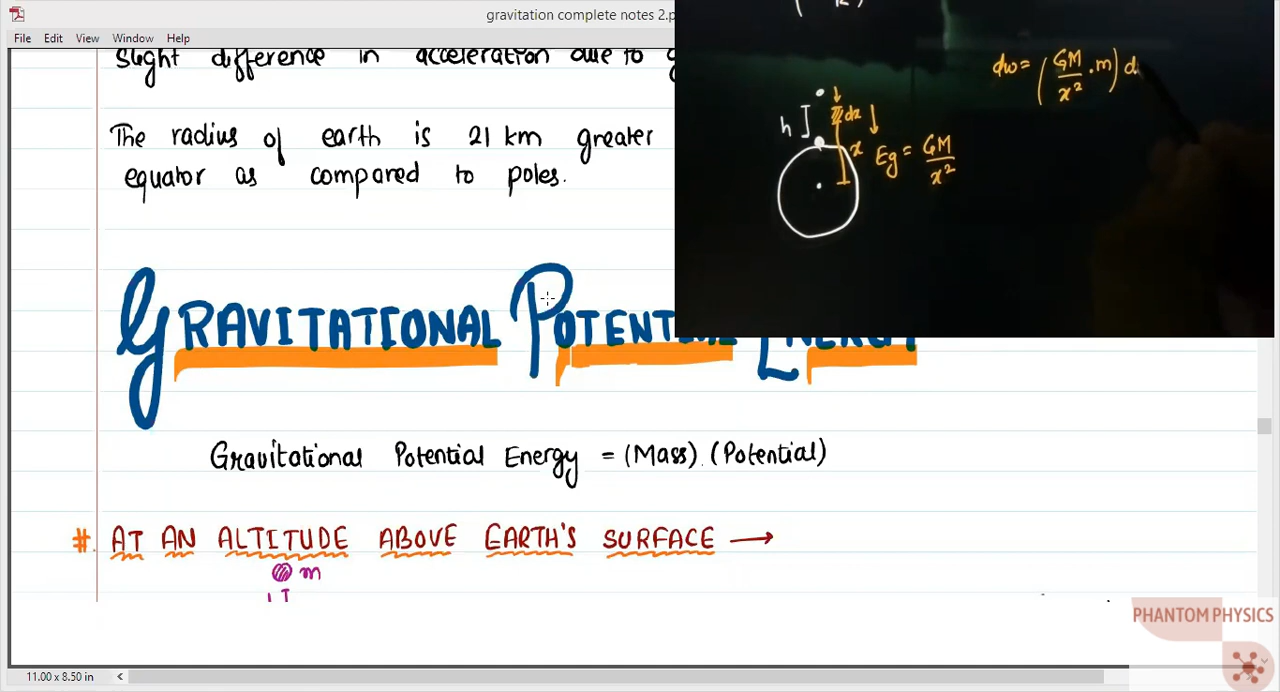 gravitation complete notes 2.p
File Edit View Window Help
Slight difference in acceleration due to g
The radius of earth is 21 km greater
equator as compared to poles.
GRAVITATIONAL POTENTIAL ENERGY
Gravitational Potential Energy = (Mass).(Potential)
#. AT AN ALTITUDE ABOVE EARTH'S SURFACE →
m
dw = (GM/x² · m) d
h
dx
x
Eg = GM/x²
11.00 x 8.50 in
PHANTOM PHYSICS